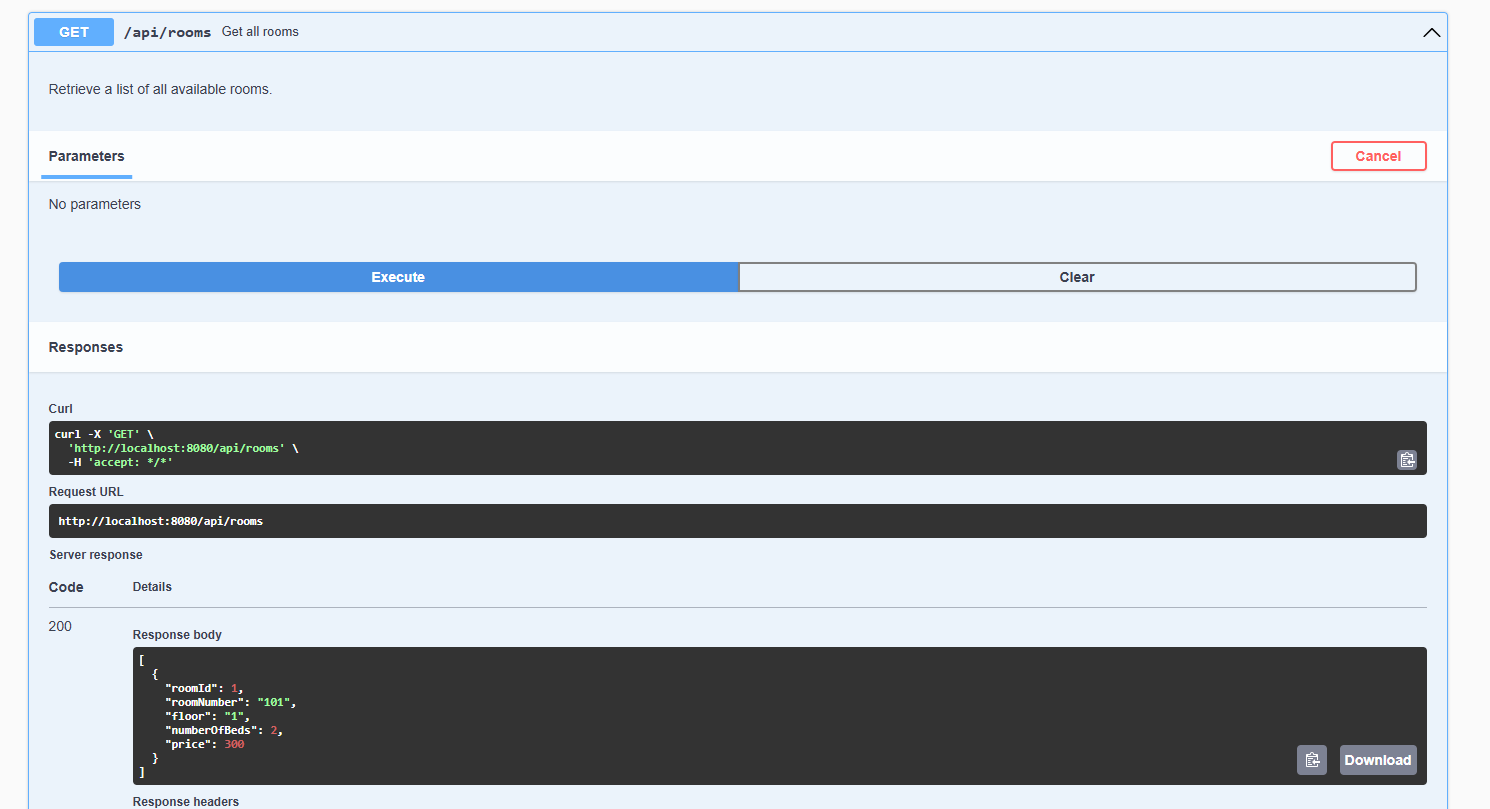 GET /api/rooms Get all rooms
Retrieve a list of all available rooms.
Parameters
Cancel
No parameters
Execute
Clear
Responses
Curl
curl -X 'GET' \
'http://localhost:8080/api/rooms' \
-H 'accept: */*'
Request URL
http://localhost:8080/api/rooms
Server response
Code Details
200
Response body
[
{
"roomId": 1,
"roomNumber": "101",
"floor": "1",
"numberOfBeds": 2,
"price": 300
}
]
Download
Response headers